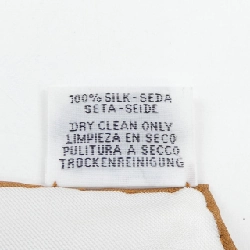 100% SILK-SEDA
SETA-SEIDE
DRY CLEAN ONLY
LIMPIEZA EN SECO
PULITURA A SECCO
TROCKENREINIGUNG